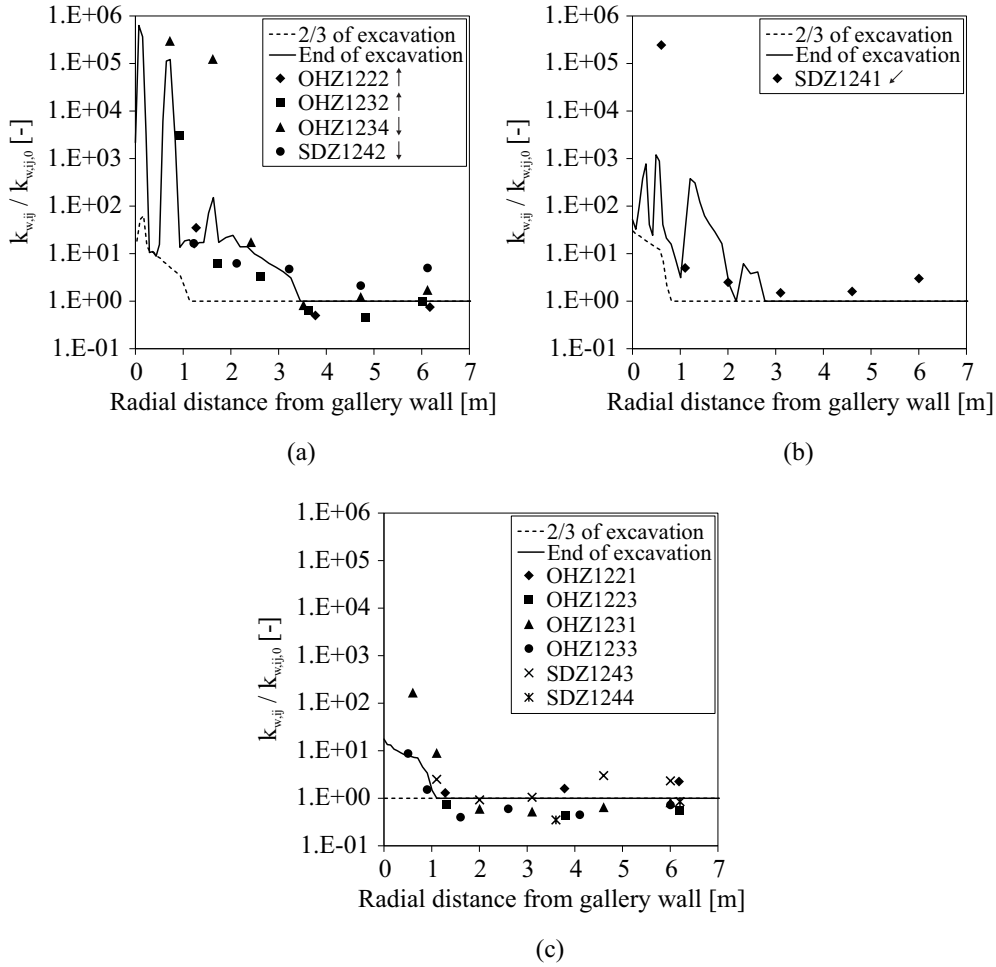 1.E+06
1.E+05
1.E+04
1.E+03
1.E+02
1.E+01
1.E+00
1.E-01
k_w,ij / k_w,ij,0 [-]
2/3 of excavation
End of excavation
OHZ1222 ↑
OHZ1232 ↑
OHZ1234 ↓
SDZ1242 ↓
0 1 2 3 4 5 6 7
Radial distance from gallery wall [m]
(a)
1.E+06
1.E+05
1.E+04
1.E+03
1.E+02
1.E+01
1.E+00
1.E-01
k_w,ij / k_w,ij,0 [-]
2/3 of excavation
End of excavation
SDZ1241 ↙
0 1 2 3 4 5 6 7
Radial distance from gallery wall [m]
(b)
1.E+06
1.E+05
1.E+04
1.E+03
1.E+02
1.E+01
1.E+00
1.E-01
k_w,ij / k_w,ij,0 [-]
2/3 of excavation
End of excavation
OHZ1221
OHZ1223
OHZ1231
OHZ1233
SDZ1243
SDZ1244
0 1 2 3 4 5 6 7
Radial distance from gallery wall [m]
(c)